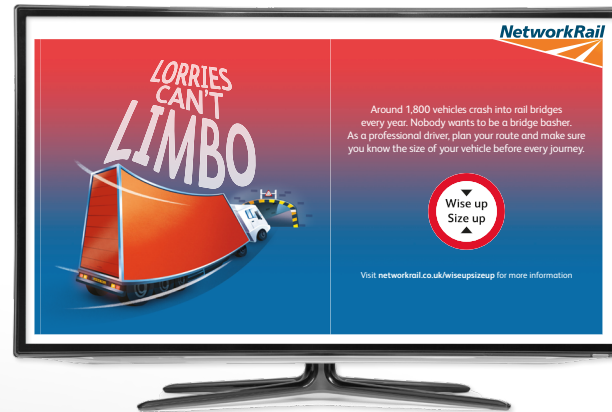 NetworkRail
LORRIES
CAN'T
LIMBO
Around 1,800 vehicles crash into rail bridges
every year. Nobody wants to be a bridge basher.
As a professional driver, plan your route and make sure
you know the size of your vehicle before every journey.
Wise up
Size up
Visit networkrail.co.uk/wiseupsizeup for more information